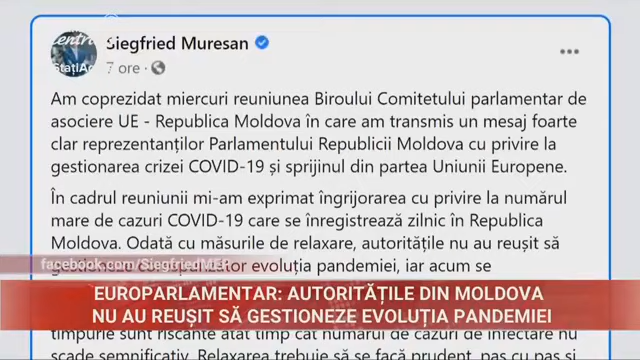 Siegfried Muresan
7 ore
Am coprezidat miercuri reuniunea Biroului Comitetului parlamentar de
asociere UE - Republica Moldova în care am transmis un mesaj foarte
clar reprezentanților Parlamentului Republicii Moldova cu privire la
gestionarea crizei COVID-19 și sprijinul din partea Uniunii Europene.
În cadrul reuniunii mi-am exprimat îngrijorarea cu privire la numărul
mare de cazuri COVID-19 care se înregistrează zilnic în Republica
Moldova. Odată cu măsurile de relaxare, autoritățile nu au reușit să
evoluția pandemiei, iar acum se
facebook.com/SiegfriedMEP
EUROPARLAMENTAR: AUTORITĂȚILE DIN MOLDOVA
NU AU REUȘIT SĂ GESTIONEZE EVOLUȚIA PANDEMIEI
timpurii sunt riscante atât timp cât numărul de cazuri de infectare nu
scade semnificativ. Relaxarea trebuie să se facă prudent, pas cu pas și